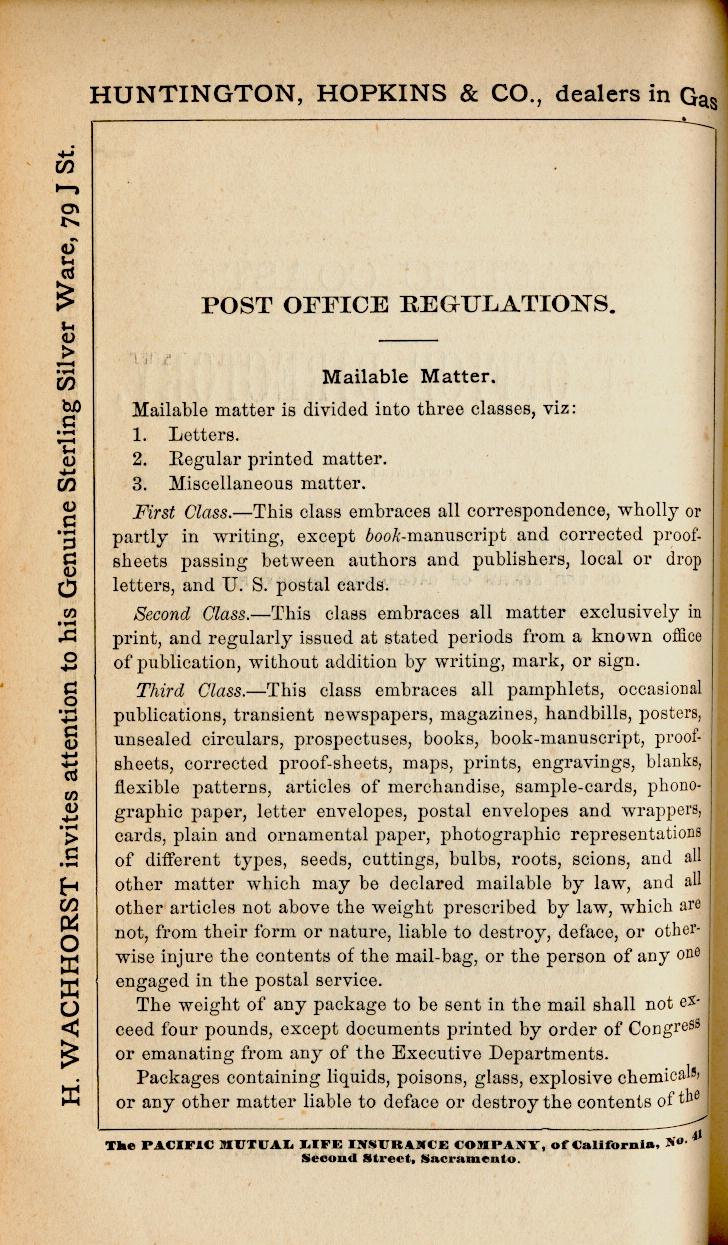 HUNTINGTON, HOPKINS & CO., dealers in Gas
H. WACHHORST invites attention to his Genuine Sterling Silver Ware, 79 J St.
POST OFFICE REGULATIONS.
Mailable Matter.
Mailable matter is divided into three classes, viz:
1. Letters.
2. Regular printed matter.
3. Miscellaneous matter.
First Class.—This class embraces all correspondence, wholly or
partly in writing, except book-manuscript and corrected proof-
sheets passing between authors and publishers, local or drop
letters, and U. S. postal cards.
Second Class.—This class embraces all matter exclusively in
print, and regularly issued at stated periods from a known office
of publication, without addition by writing, mark, or sign.
Third Class.—This class embraces all pamphlets, occasional
publications, transient newspapers, magazines, handbills, posters,
unsealed circulars, prospectuses, books, book-manuscript, proof-
sheets, corrected proof-sheets, maps, prints, engravings, blanks,
flexible patterns, articles of merchandise, sample-cards, phono-
graphic paper, letter envelopes, postal envelopes and wrappers,
cards, plain and ornamental paper, photographic representations
of different types, seeds, cuttings, bulbs, roots, scions, and all
other matter which may be declared mailable by law, and all
other articles not above the weight prescribed by law, which are
not, from their form or nature, liable to destroy, deface, or other-
wise injure the contents of the mail-bag, or the person of any one
engaged in the postal service.
The weight of any package to be sent in the mail shall not ex-
ceed four pounds, except documents printed by order of Congress
or emanating from any of the Executive Departments.
Packages containing liquids, poisons, glass, explosive chemicals,
or any other matter liable to deface or destroy the contents of the
The PACIFIC MUTUAL LIFE INSURANCE COMPANY, of California, No. 41
Second Street, Sacramento.